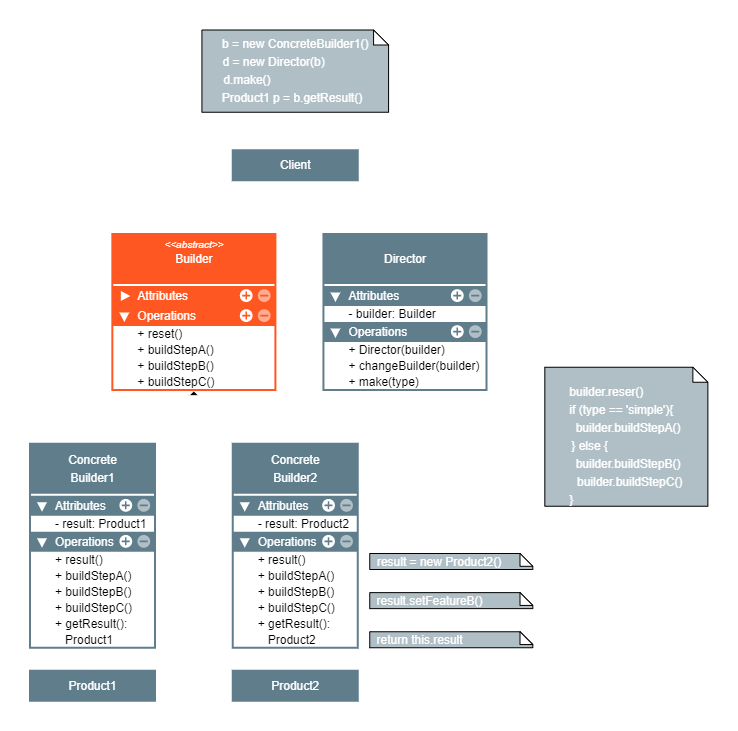 b = new ConcreteBuilder1()
d = new Director(b)
d.make()
Product1 p = b.getResult()
Client
<<abstract>>
Builder
Attributes
Operations
+ reset()
+ buildStepA()
+ buildStepB()
+ buildStepC()
Director
Attributes
- builder: Builder
Operations
+ Director(builder)
+ changeBuilder(builder)
+ make(type)
builder.reser()
if (type == 'simple'){
builder.buildStepA()
} else {
builder.buildStepB()
builder.buildStepC()
}
Concrete
Builder1
Attributes
- result: Product1
Operations
+ result()
+ buildStepA()
+ buildStepB()
+ buildStepC()
+ getResult():
Product1
Concrete
Builder2
Attributes
- result: Product2
Operations
+ result()
+ buildStepA()
+ buildStepB()
+ buildStepC()
+ getResult():
Product2
result = new Product2()
result.setFeatureB()
return this.result
Product1
Product2